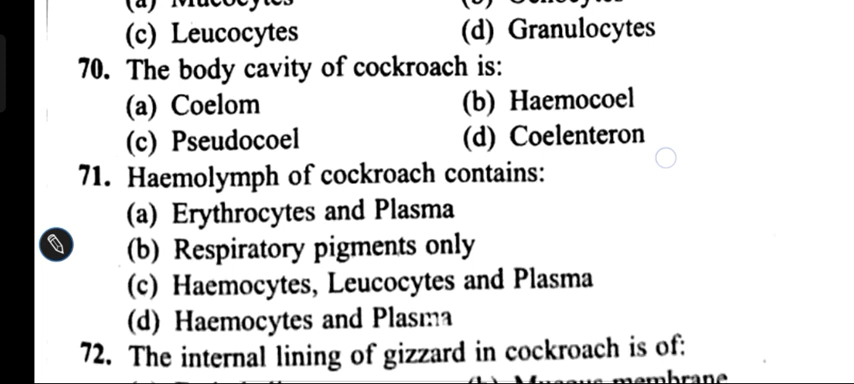 (a) Mucocytes
(c) Leucocytes (d) Granulocytes
70. The body cavity of cockroach is:
(a) Coelom (b) Haemocoel
(c) Pseudocoel (d) Coelenteron
71. Haemolymph of cockroach contains:
(a) Erythrocytes and Plasma
(b) Respiratory pigments only
(c) Haemocytes, Leucocytes and Plasma
(d) Haemocytes and Plasma
72. The internal lining of gizzard in cockroach is of:
membrane